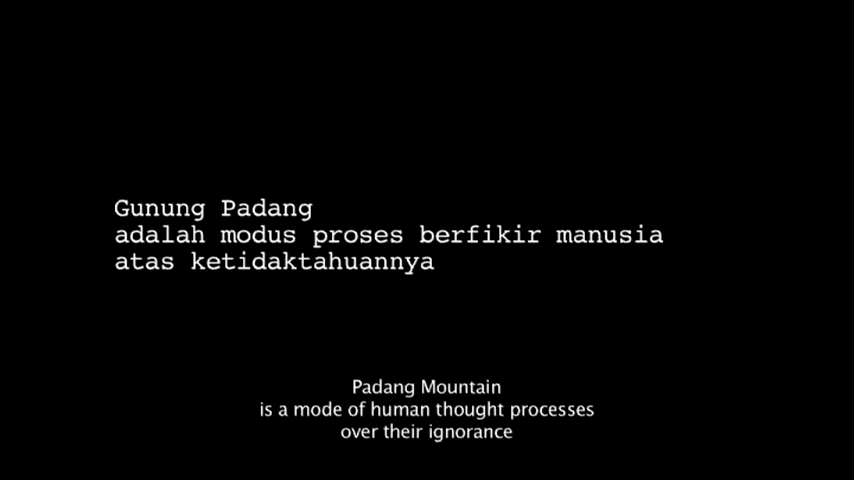 Gunung Padang
adalah modus proses berfikir manusia
atas ketidaktahuannya
Padang Mountain
is a mode of human thought processes
over their ignorance